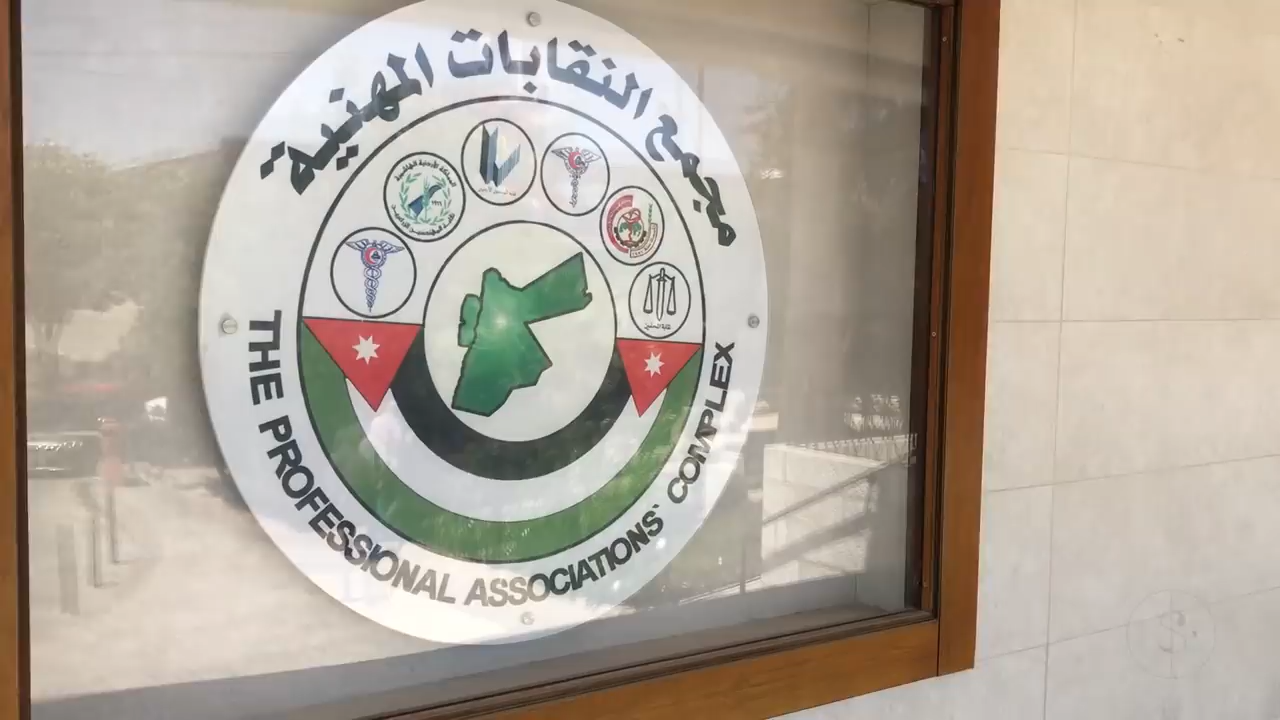 مجمع النقابات المهنية
THE PROFESSIONAL ASSOCIATIONS` COMPLEX